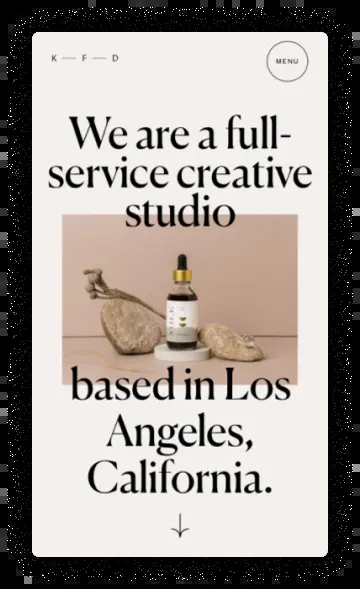 K — F — D
MENU
We are a full-
service creative
studio
based in Los
Angeles,
California.